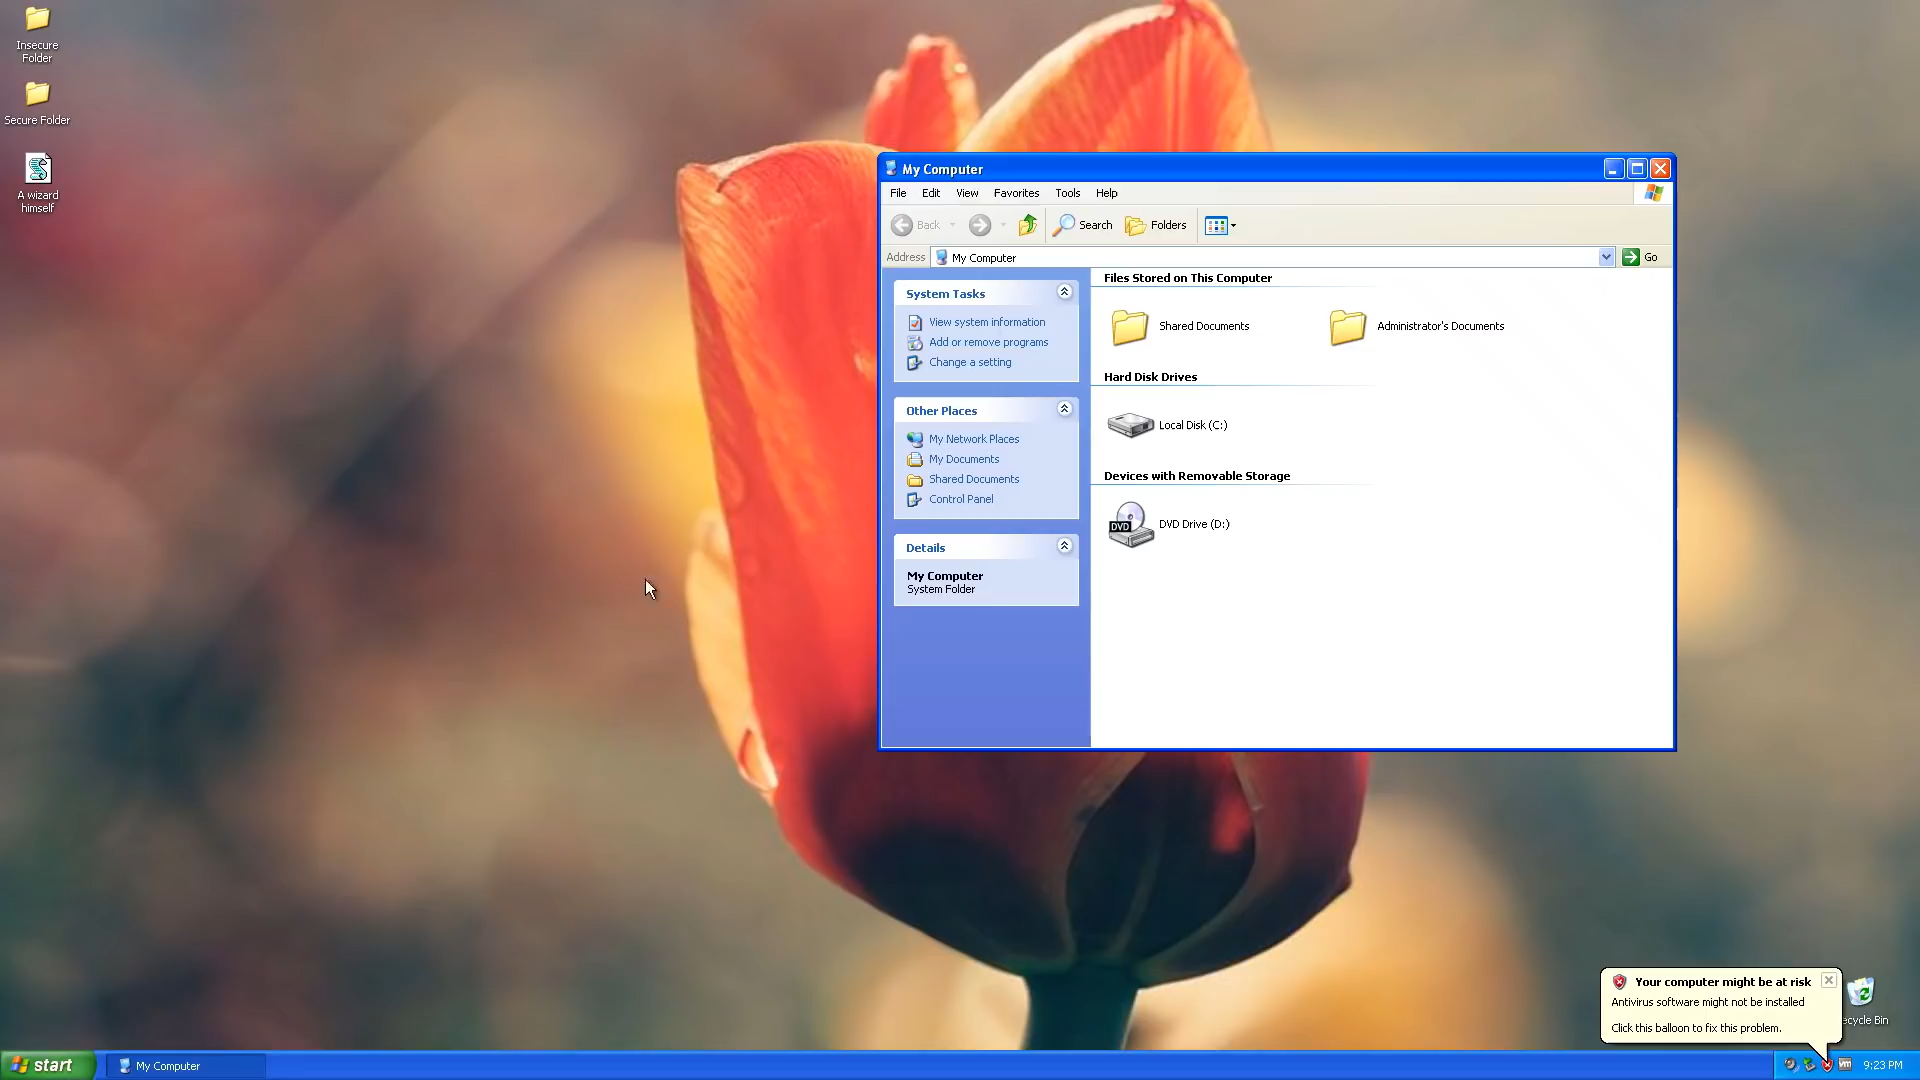 Insecure
Folder
Secure Folder
A wizard
himself
My Computer
File Edit View Favorites Tools Help
Back Search Folders
Address My Computer Go
System Tasks
View system information
Add or remove programs
Change a setting
Other Places
My Network Places
My Documents
Shared Documents
Control Panel
Details
My Computer
System Folder
Files Stored on This Computer
Shared Documents Administrator's Documents
Hard Disk Drives
Local Disk (C:)
Devices with Removable Storage
DVD
DVD Drive (D:)
Your computer might be at risk
Antivirus software might not be installed
Click this balloon to fix this problem.
ecycle Bin
start My Computer
vm 9:23 PM